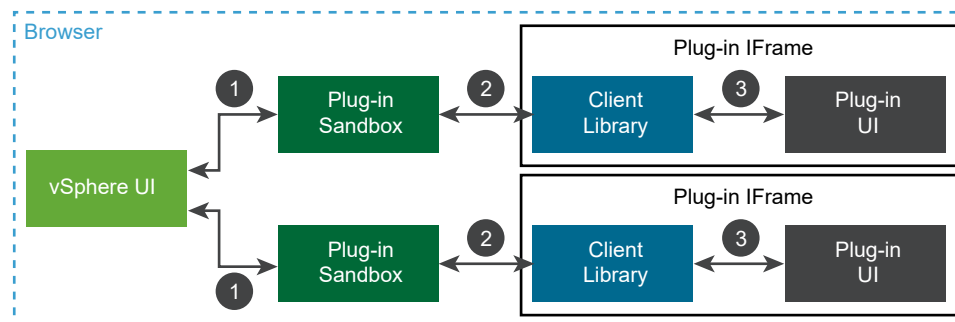 Browser
Plug-in IFrame
1
2
3
Plug-in
Sandbox
Client
Library
Plug-in
UI
vSphere UI
Plug-in IFrame
2
3
Plug-in
Sandbox
Client
Library
Plug-in
UI
1